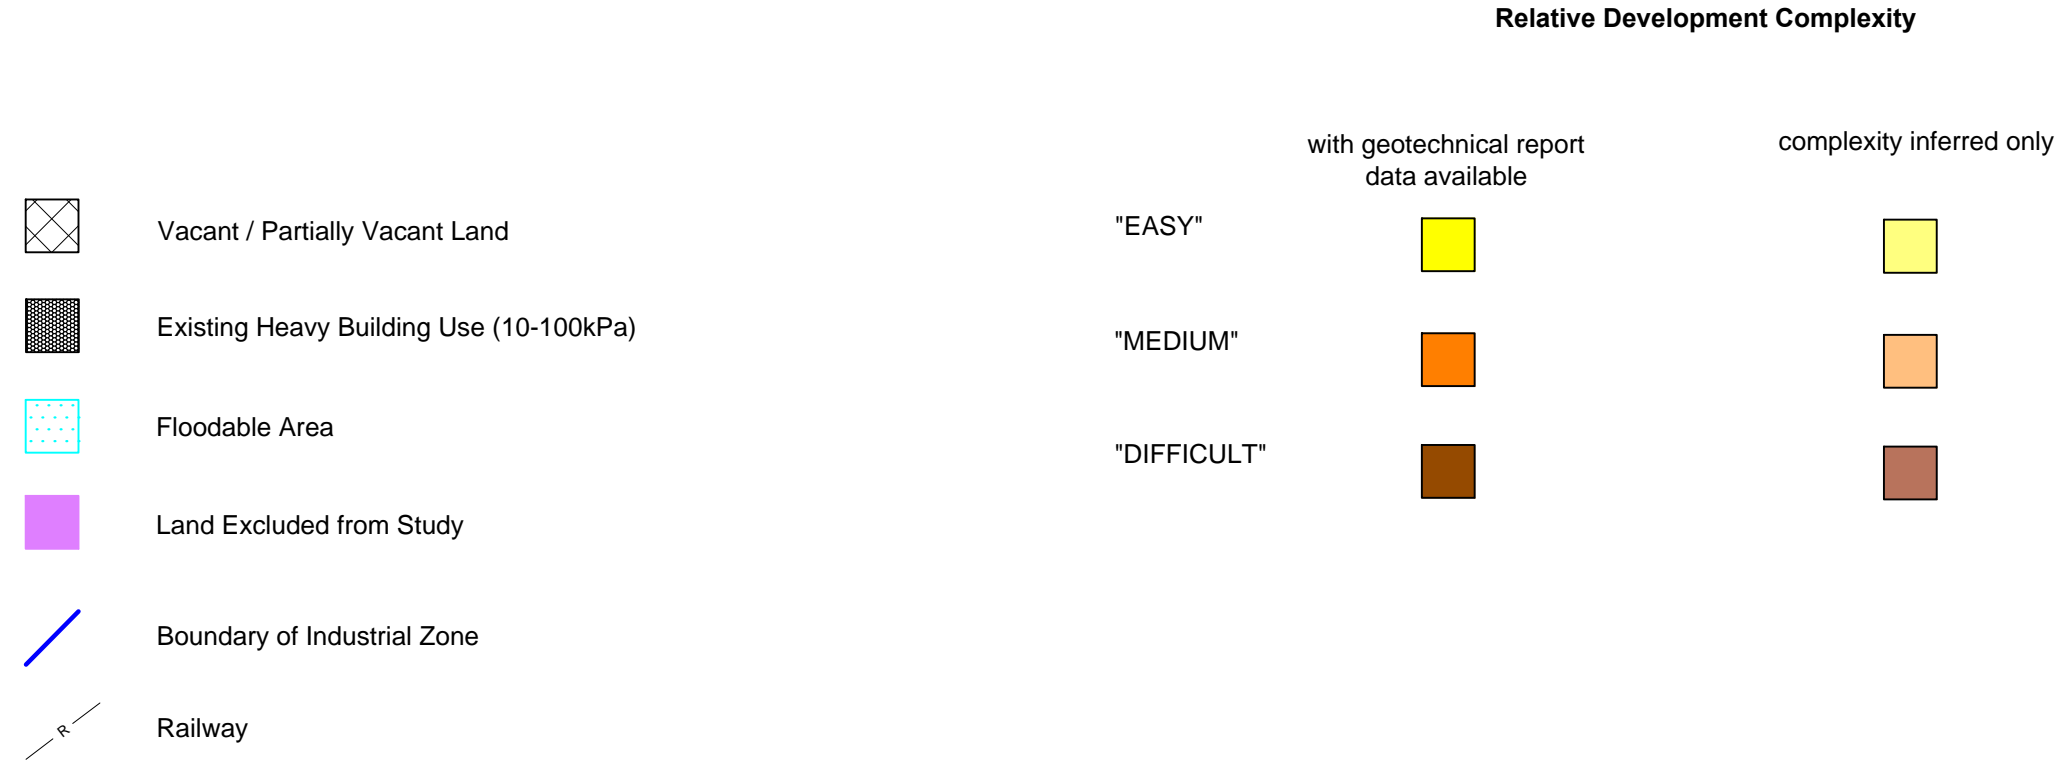 Relative Development Complexity
with geotechnical report
data available
complexity inferred only
Vacant / Partially Vacant Land
Existing Heavy Building Use (10-100kPa)
Floodable Area
Land Excluded from Study
Boundary of Industrial Zone
R
Railway
"EASY"
"MEDIUM"
"DIFFICULT"